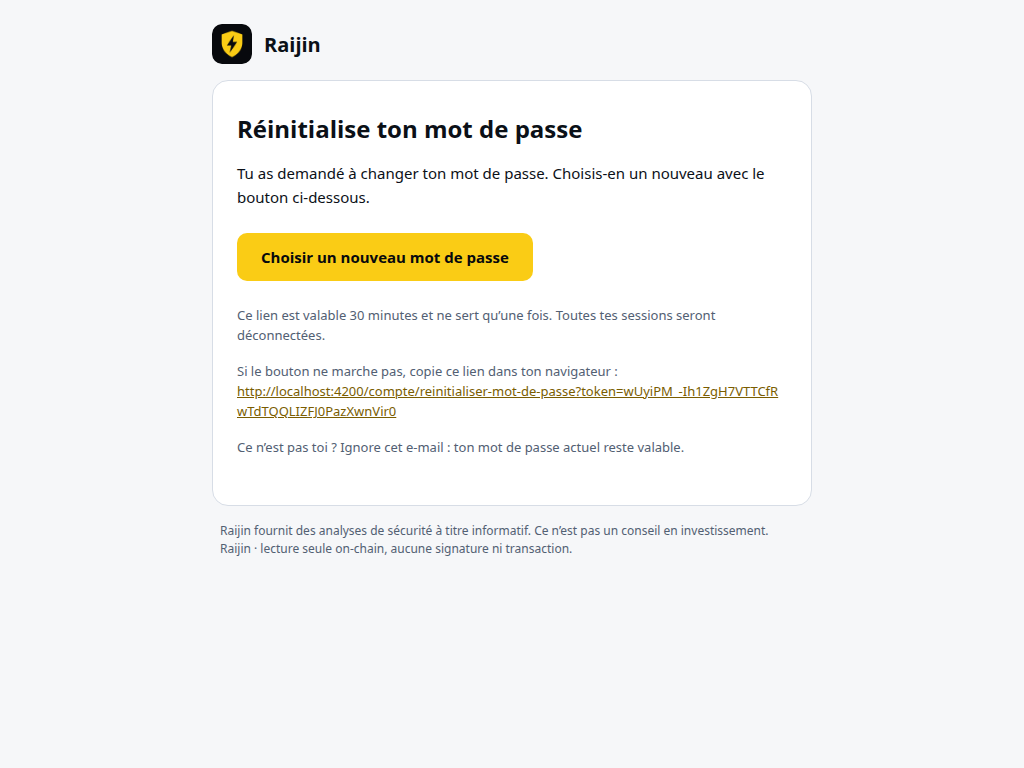 Raijin
Réinitialise ton mot de passe
Tu as demandé à changer ton mot de passe. Choisis-en un nouveau avec le
bouton ci-dessous.
Choisir un nouveau mot de passe
Ce lien est valable 30 minutes et ne sert qu’une fois. Toutes tes sessions seront
déconnectées.
Si le bouton ne marche pas, copie ce lien dans ton navigateur :
http://localhost:4200/compte/reinitialiser-mot-de-passe?token=wUyiPM_-Ih1ZgH7VTTCfR
wTdTQQLIZFJ0PazXwnVir0
Ce n’est pas toi ? Ignore cet e-mail : ton mot de passe actuel reste valable.
Raijin fournit des analyses de sécurité à titre informatif. Ce n’est pas un conseil en investissement.
Raijin · lecture seule on-chain, aucune signature ni transaction.